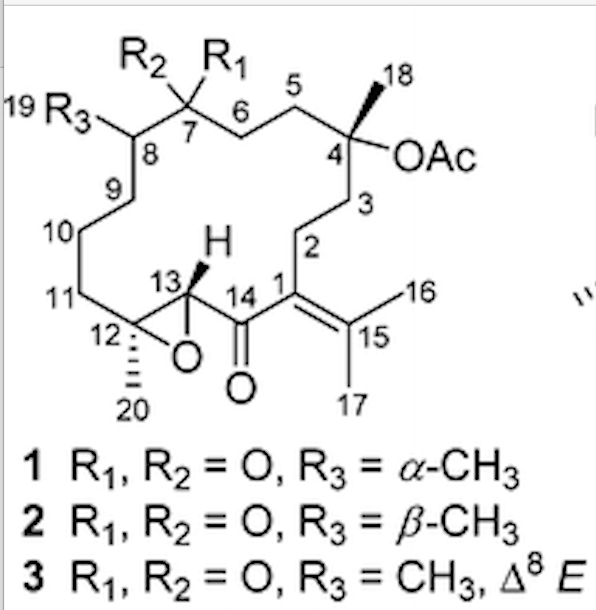 R₂ R₁
5
18
19 R₃
6
7
8
4 OAc
9
3
10
H
2
13
1
16
11
14
12
O
15
O
20
17
1 R₁, R₂ = O, R₃ = α-CH₃
2 R₁, R₂ = O, R₃ = β-CH₃
3 R₁, R₂ = O, R₃ = CH₃, Δ⁸ E